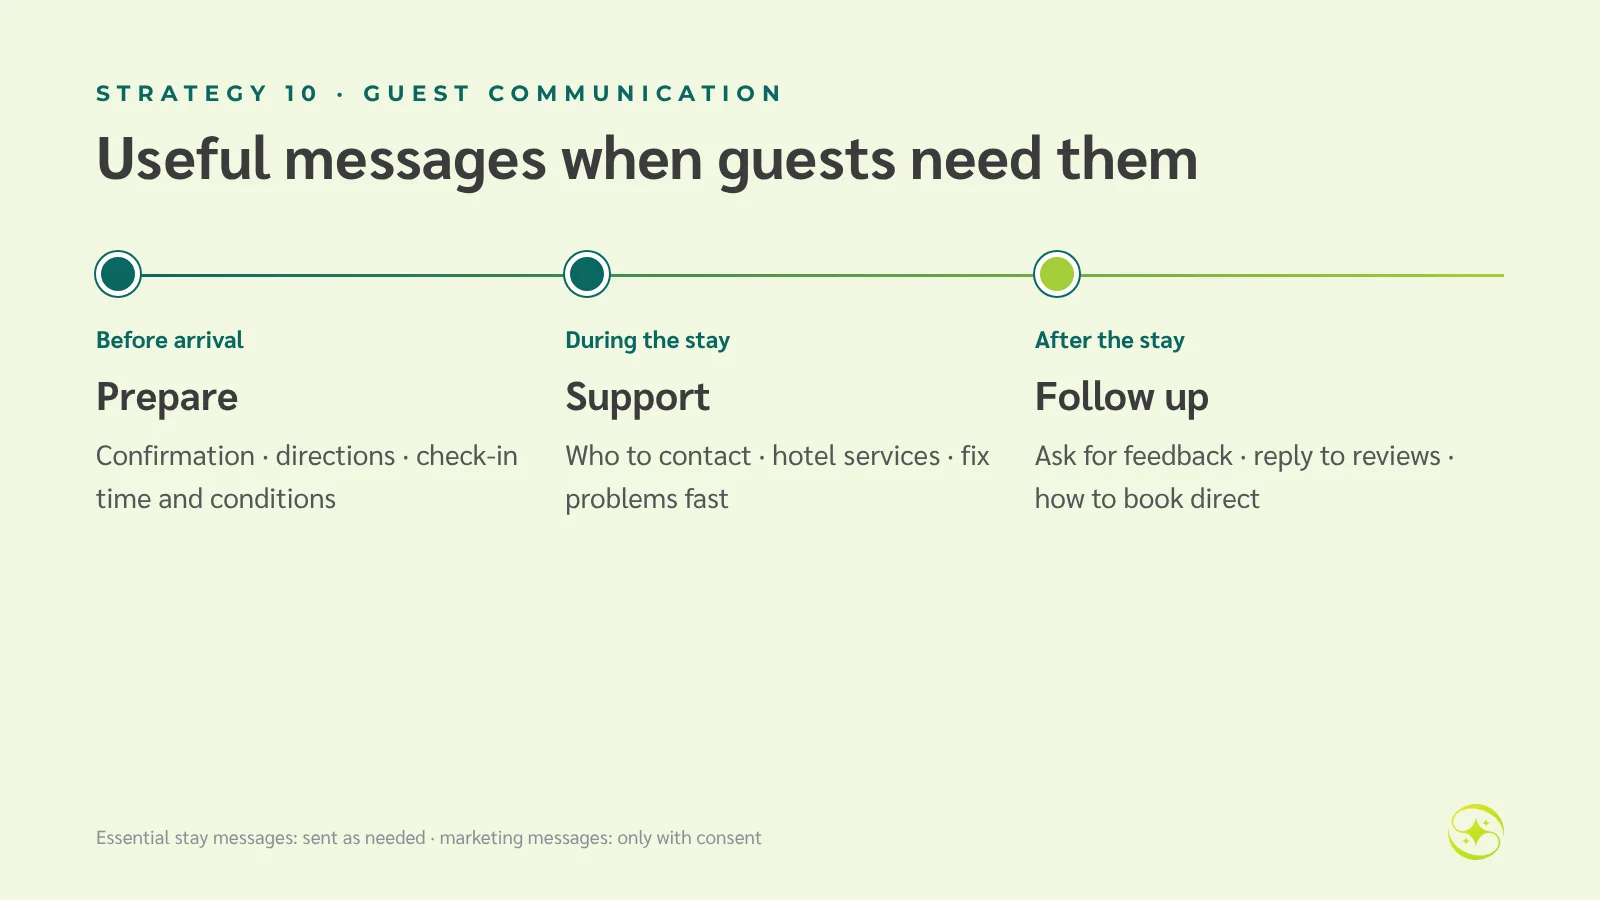 STRATEGY 10 · GUEST COMMUNICATION
Useful messages when guests need them
Before arrival
Prepare
Confirmation · directions · check-in
time and conditions
During the stay
Support
Who to contact · hotel services · fix
problems fast
After the stay
Follow up
Ask for feedback · reply to reviews ·
how to book direct
Essential stay messages: sent as needed · marketing messages: only with consent